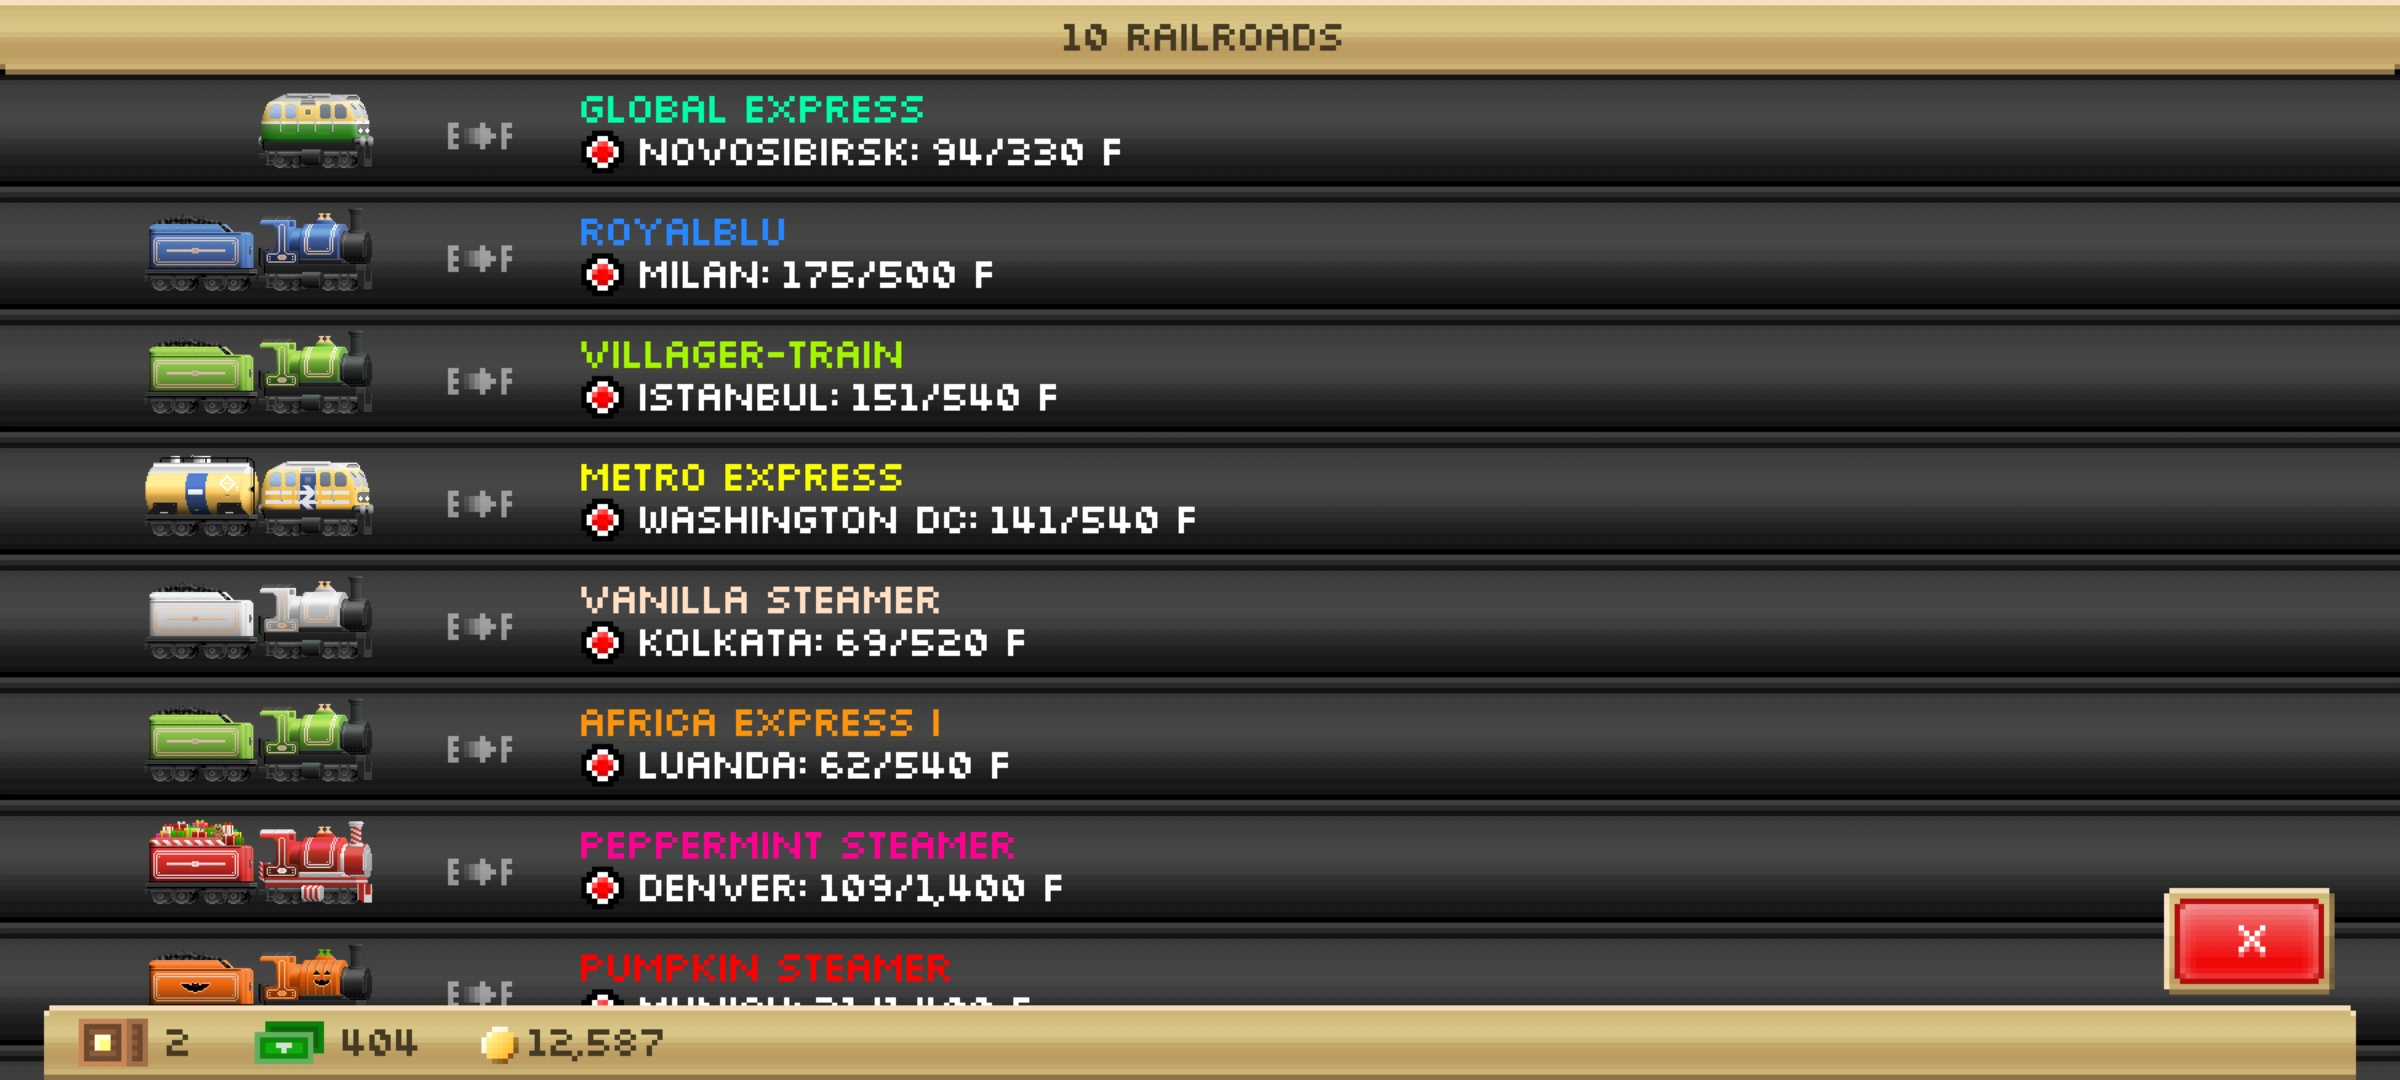 10 RAILROADS
E F
GLOBAL EXPRESS
NOVOSIBIRSK: 94/330 F
E F
ROYALBLU
MILAN: 175/500 F
E F
VILLAGER-TRAIN
ISTANBUL: 151/540 F
E F
METRO EXPRESS
WASHINGTON DC: 141/540 F
E F
VANILLA STEAMER
KOLKATA: 69/520 F
E F
AFRICA EXPRESS I
LUANDA: 62/540 F
E F
PEPPERMINT STEAMER
DENVER: 109/1,400 F
X
E F
PUMPKIN STEAMER
2 404 12,587